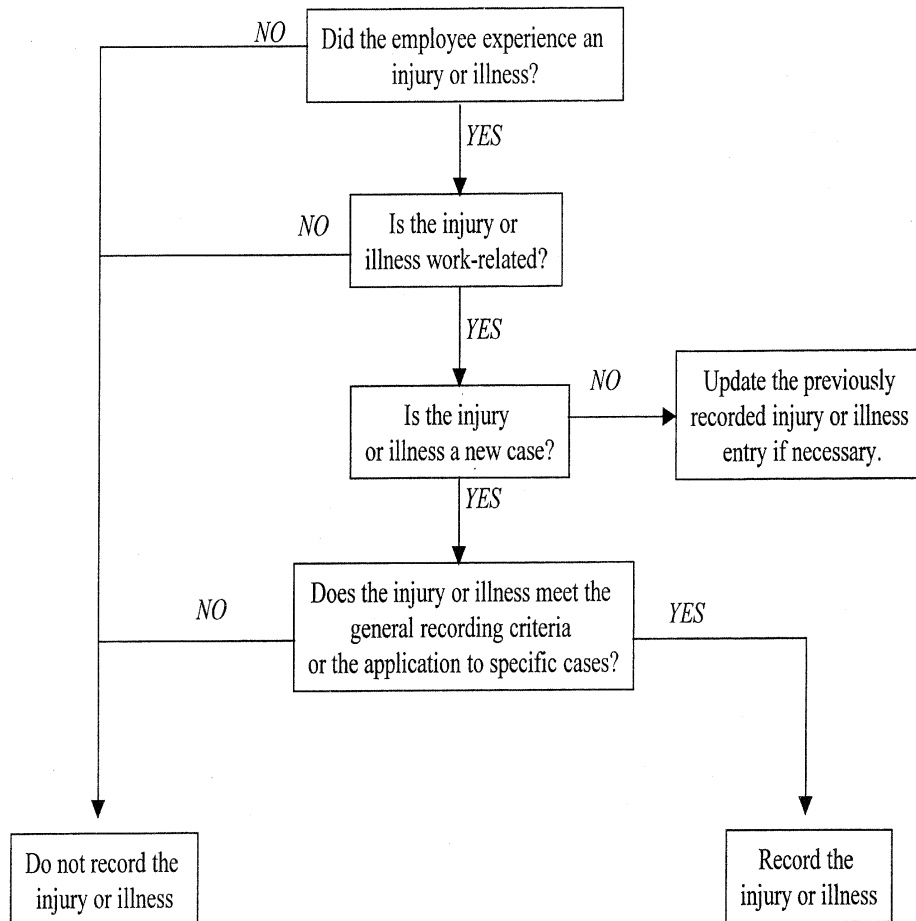 NO
Did the employee experience an
injury or illness?
YES
NO
Is the injury or
illness work-related?
YES
NO
Update the previously
recorded injury or illness
entry if necessary.
Is the injury
or illness a new case?
YES
NO
Does the injury or illness meet the
general recording criteria
or the application to specific cases?
YES
Do not record the
injury or illness
Record the
injury or illness